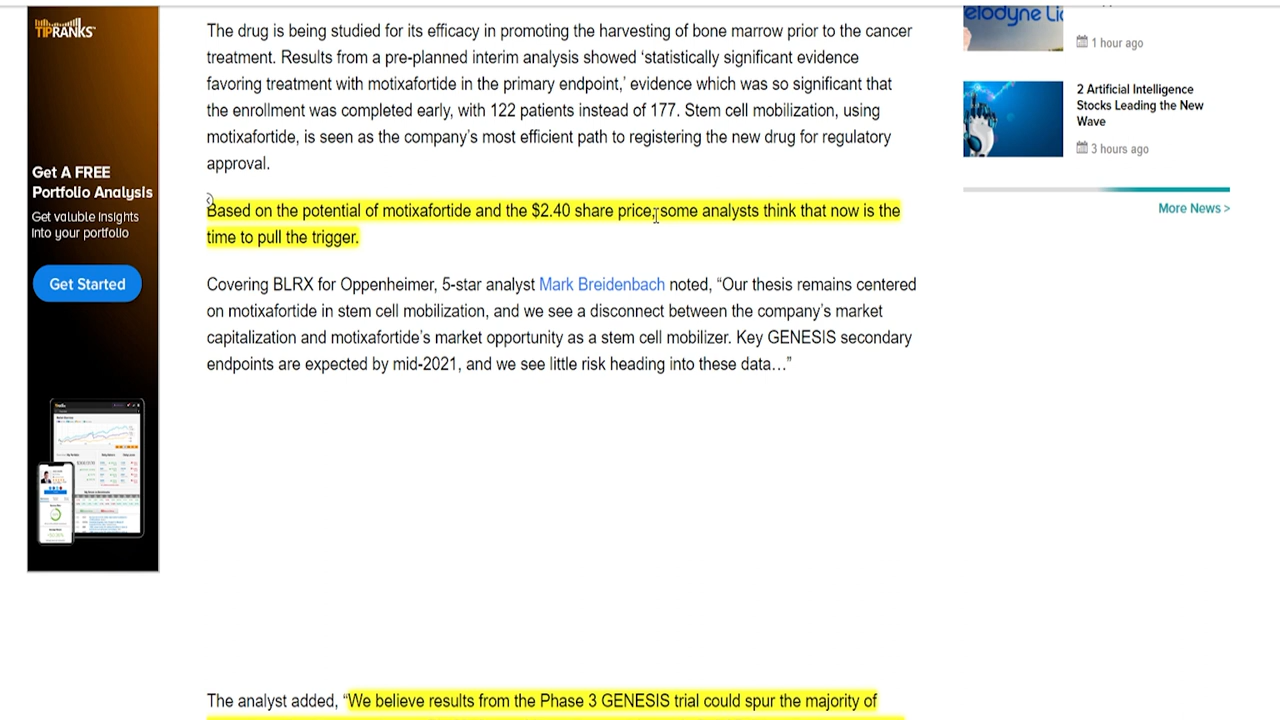 TIPRANKS
Get A FREE
Portfolio Analysis
Get valuable insights
into your portfolio
Get Started
The drug is being studied for its efficacy in promoting the harvesting of bone marrow prior to the cancer
treatment. Results from a pre-planned interim analysis showed ‘statistically significant evidence
favoring treatment with motixafortide in the primary endpoint,’ evidence which was so significant that
the enrollment was completed early, with 122 patients instead of 177. Stem cell mobilization, using
motixafortide, is seen as the company’s most efficient path to registering the new drug for regulatory
approval.
Based on the potential of motixafortide and the $2.40 share price, some analysts think that now is the
time to pull the trigger.
Covering BLRX for Oppenheimer, 5-star analyst Mark Breidenbach noted, “Our thesis remains centered
on motixafortide in stem cell mobilization, and we see a disconnect between the company’s market
capitalization and motixafortide’s market opportunity as a stem cell mobilizer. Key GENESIS secondary
endpoints are expected by mid-2021, and we see little risk heading into these data…”
The analyst added, “We believe results from the Phase 3 GENESIS trial could spur the majority of
elodyne Lid
1 hour ago
2 Artificial Intelligence
Stocks Leading the New
Wave
3 hours ago
More News >